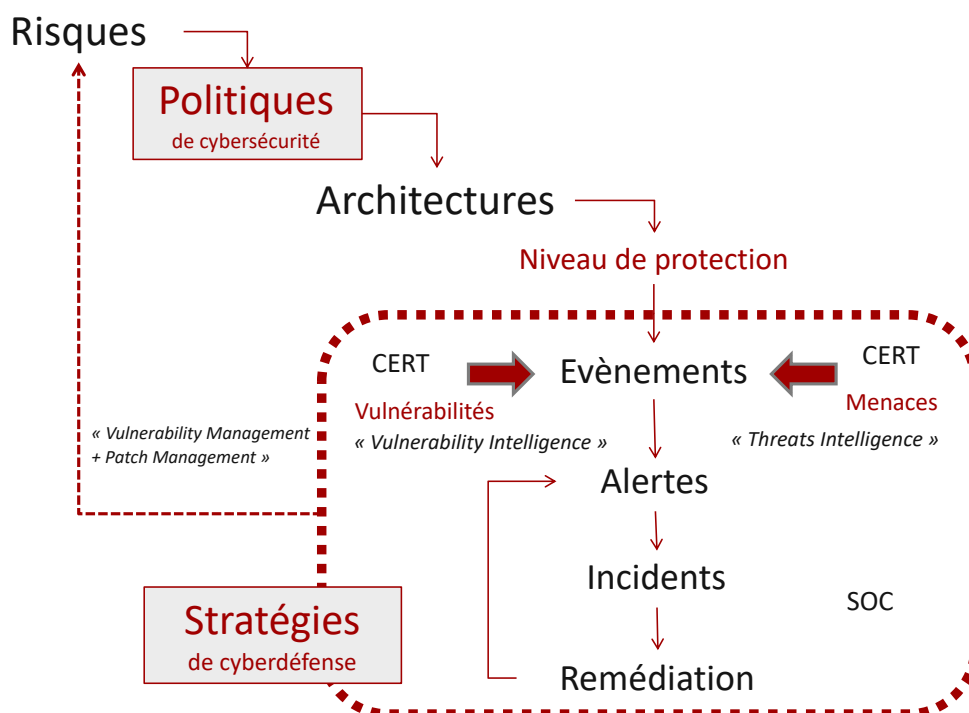 Risques
Politiques
de cybersécurité
Architectures
Niveau de protection
CERT
Evènements
CERT
Vulnérabilités
Menaces
« Vulnerability Management
+ Patch Management »
« Vulnerability Intelligence »
« Threats Intelligence »
Alertes
Incidents
SOC
Stratégies
de cyberdéfense
Remédiation